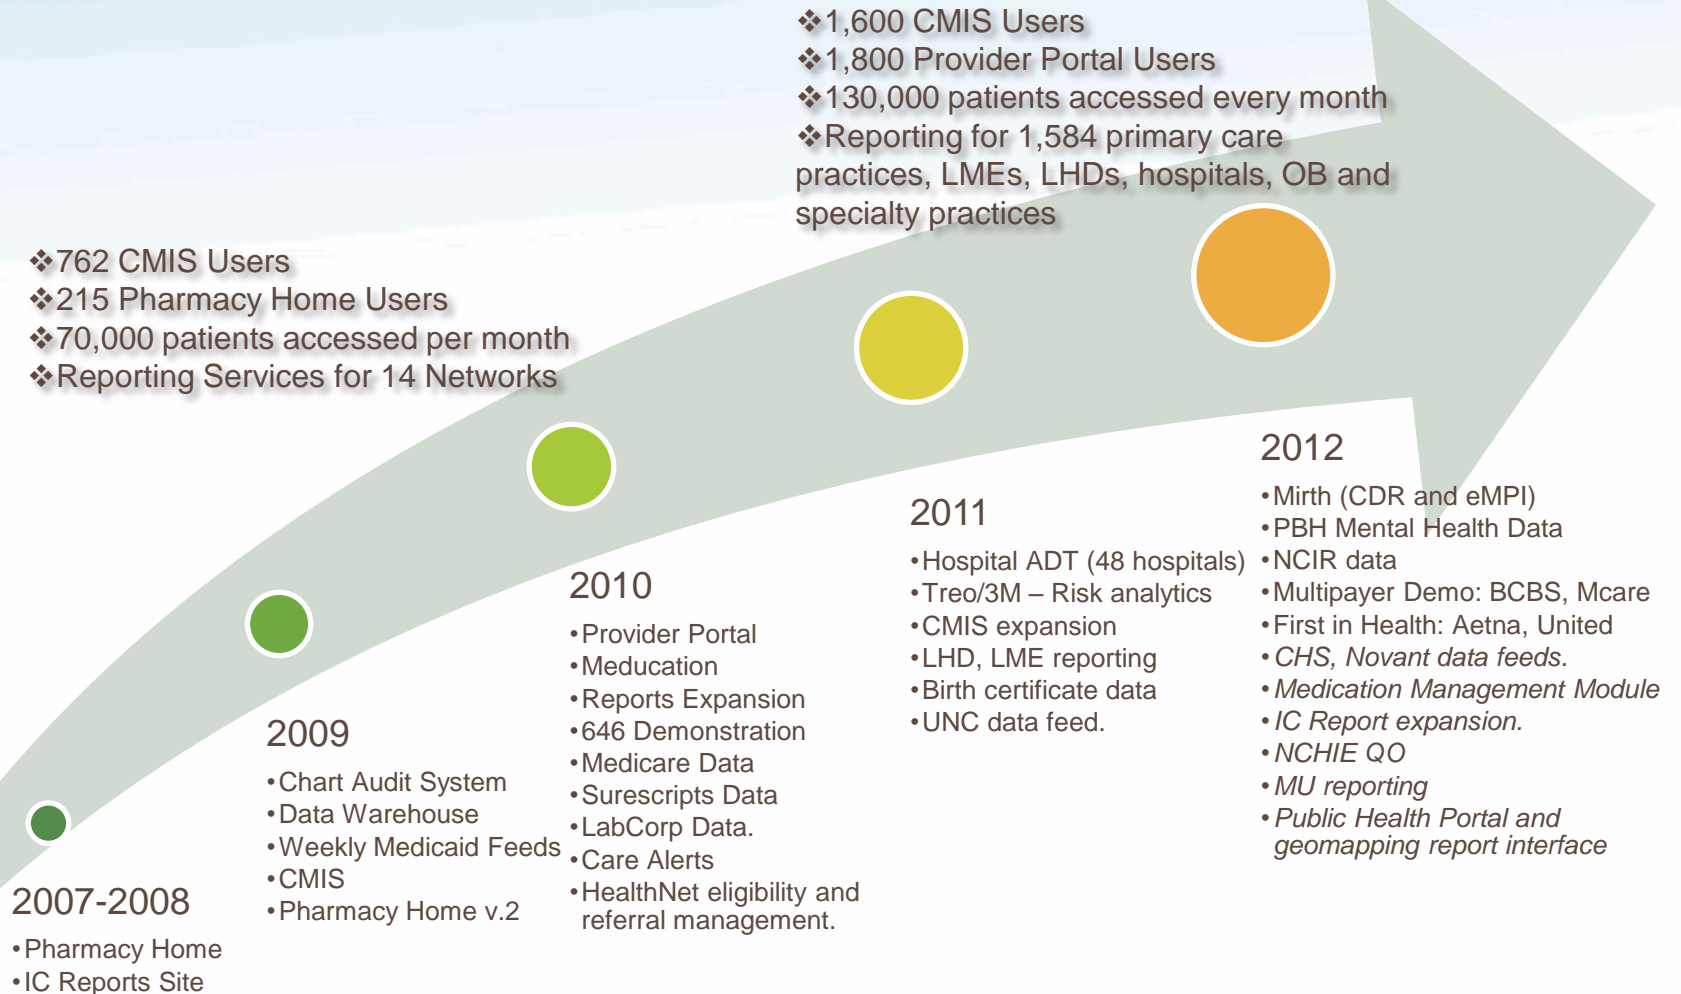 ❖1,600 CMIS Users
❖1,800 Provider Portal Users
❖130,000 patients accessed every month
❖Reporting for 1,584 primary care
practices, LMEs, LHDs, hospitals, OB and
specialty practices
❖762 CMIS Users
❖215 Pharmacy Home Users
❖70,000 patients accessed per month
❖Reporting Services for 14 Networks
2007-2008
•Pharmacy Home
•IC Reports Site
2009
•Chart Audit System
•Data Warehouse
•Weekly Medicaid Feeds
•CMIS
•Pharmacy Home v.2
2010
•Provider Portal
•Meducation
•Reports Expansion
•646 Demonstration
•Medicare Data
•Surescripts Data
•LabCorp Data.
•Care Alerts
•HealthNet eligibility and
referral management.
2011
•Hospital ADT (48 hospitals)
•Treo/3M – Risk analytics
•CMIS expansion
•LHD, LME reporting
•Birth certificate data
•UNC data feed.
2012
•Mirth (CDR and eMPI)
•PBH Mental Health Data
•NCIR data
•Multipayer Demo: BCBS, Mcare
•First in Health: Aetna, United
•CHS, Novant data feeds.
•Medication Management Module
•IC Report expansion.
•NCHIE QO
•MU reporting
•Public Health Portal and
geomapping report interface